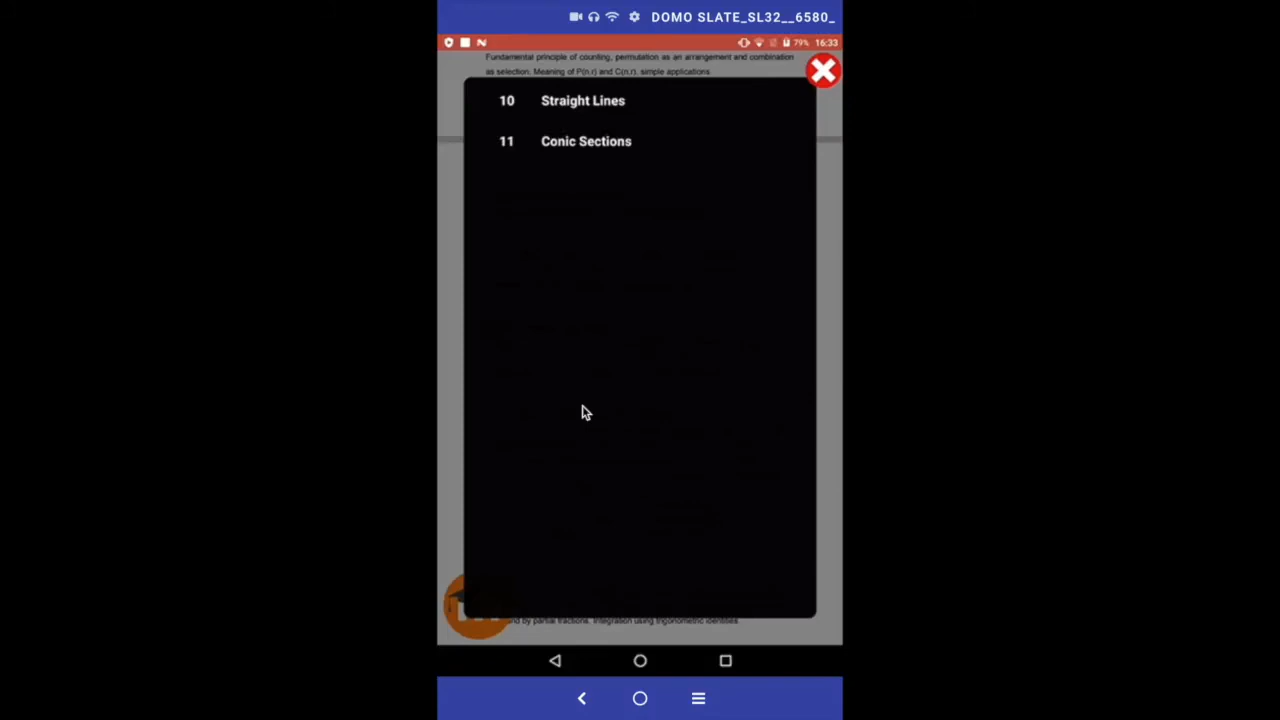 DOMO SLATE_SL32__6580_
79% 16:33
Fundamental principle of counting, permutation as an arrangement and combination
as selection. Meaning of P(n,r) and C(n,r). simple applications
10 Straight Lines
11 Conic Sections
and by partial fractions. Integration using trigonometric identities